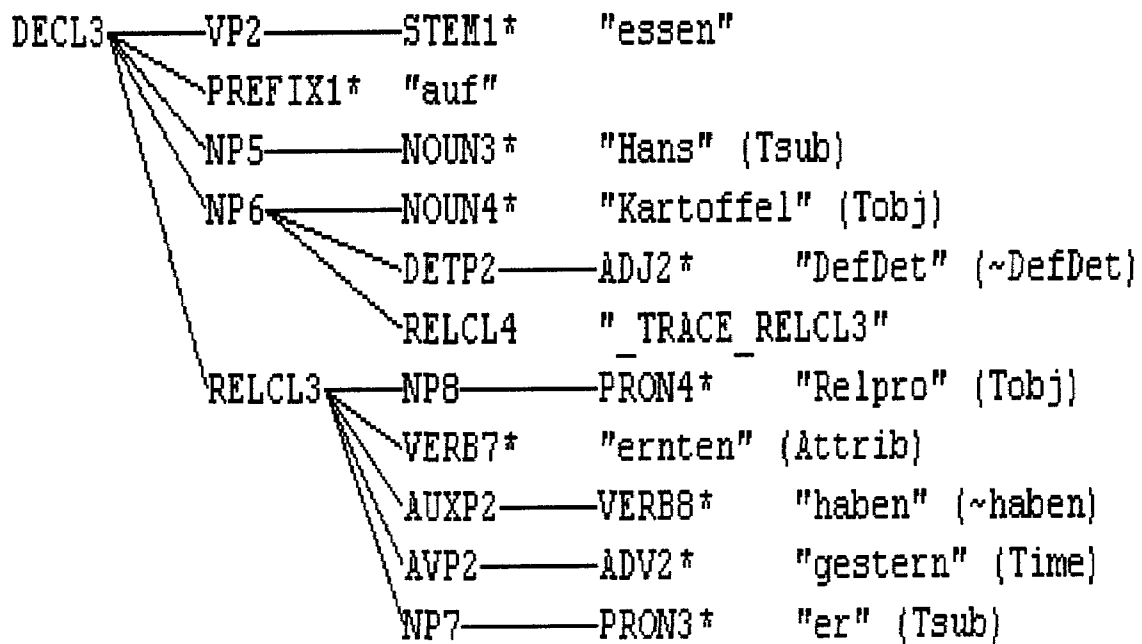 DECL3 VP2 STEM1* "essen"
PREFIX1* "auf"
NP5 NOUN3* "Hans" (Tsub)
NP6 NOUN4* "Kartoffel" (Tobj)
DETP2 ADJ2* "DefDet" (~DefDet)
RELCL4 "_TRACE_RELCL3"
RELCL3 NP8 PRON4* "Relpro" (Tobj)
VERB7* "ernten" (Attrib)
AUXP2 VERB8* "haben" (~haben)
AVP2 ADV2* "gestern" (Time)
NP7 PRON3* "er" (Tsub)